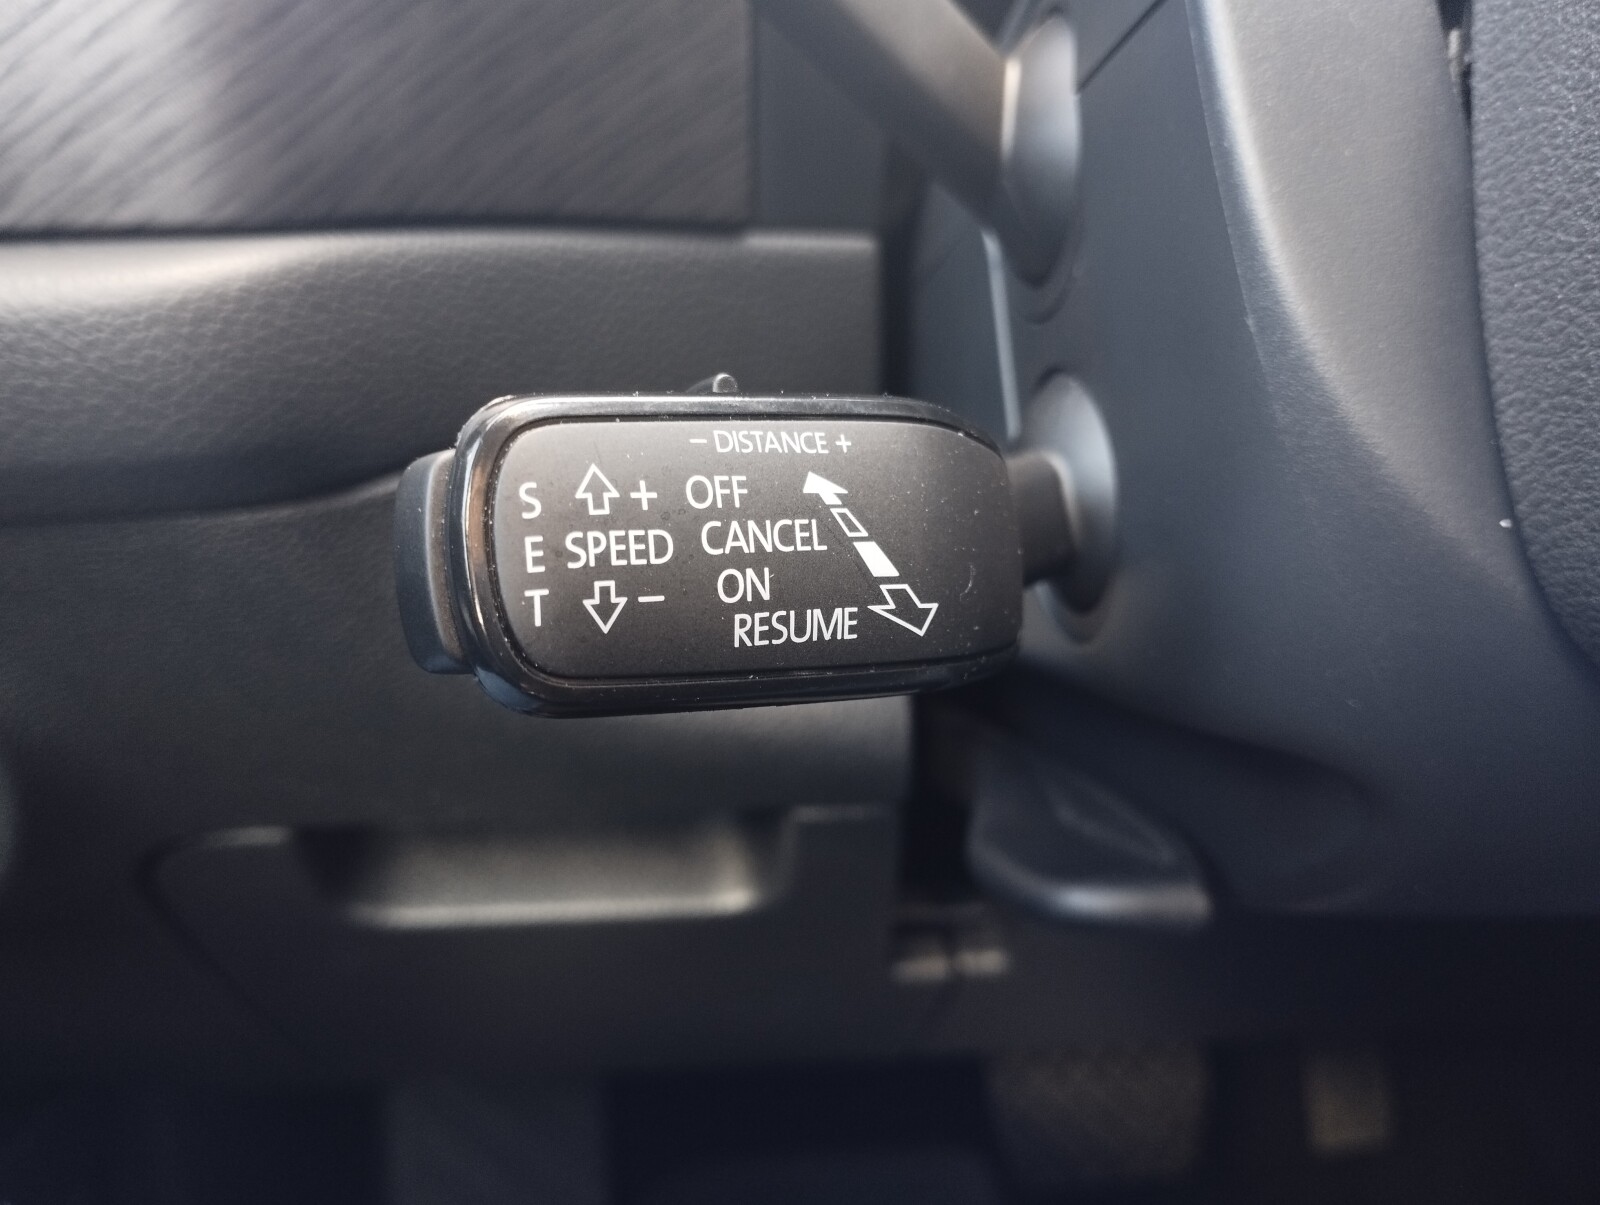 - DISTANCE +
S
E
T
+
SPEED
-
OFF
CANCEL
ON
RESUME